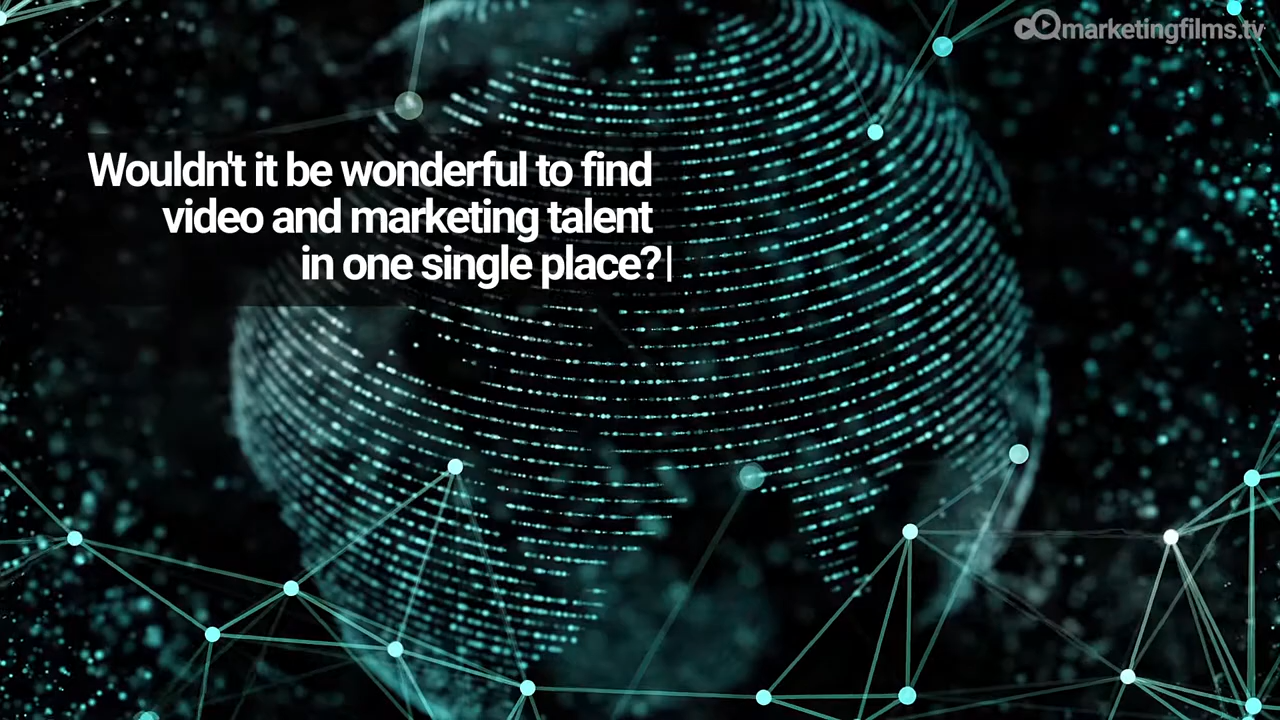 marketingfilms.tv
Wouldn't it be wonderful to find
video and marketing talent
in one single place?